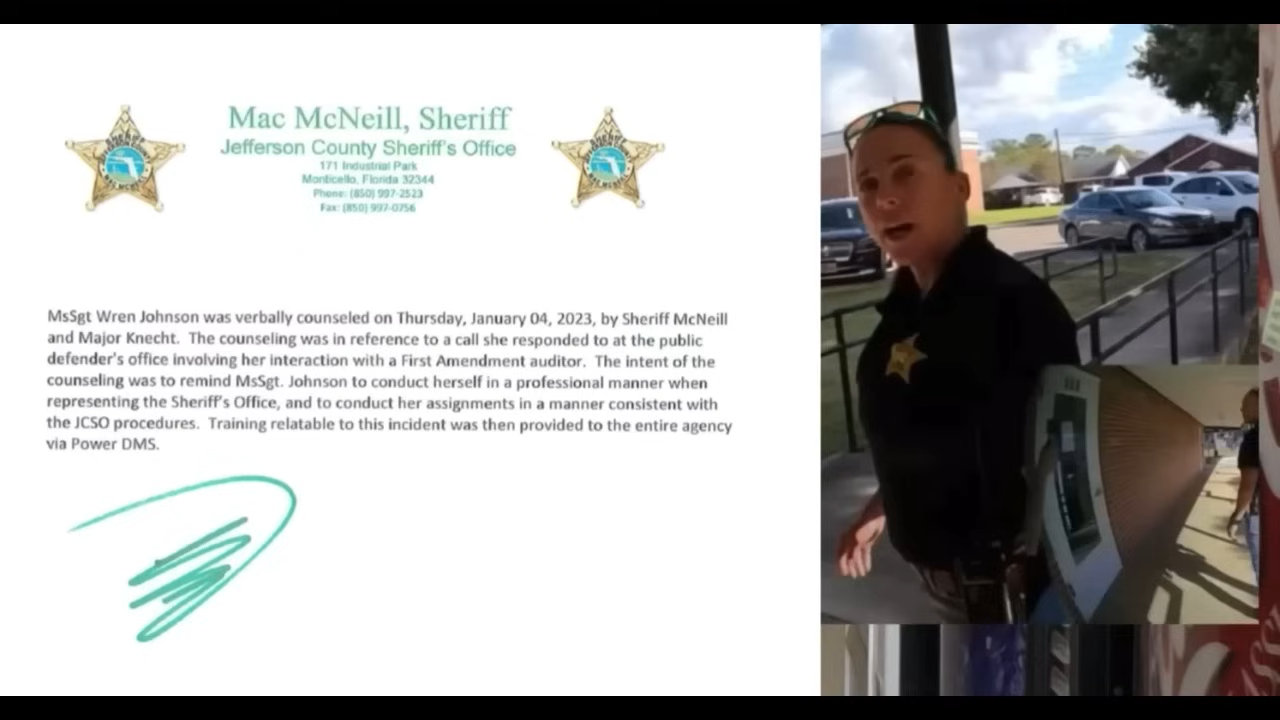 Mac McNeill, Sheriff
Jefferson County Sheriff's Office
171 Industrial Park
Monticello, Florida 32344
Phone: (850) 997-2523
Fax: (850) 997-0756
MsSgt Wren Johnson was verbally counseled on Thursday, January 04, 2023, by Sheriff McNeill
and Major Knecht. The counseling was in reference to a call she responded to at the public
defender's office involving her interaction with a First Amendment auditor. The intent of the
counseling was to remind MsSgt. Johnson to conduct herself in a professional manner when
representing the Sheriff's Office, and to conduct her assignments in a manner consistent with
the JCSO procedures. Training relatable to this incident was then provided to the entire agency
via Power DMS.